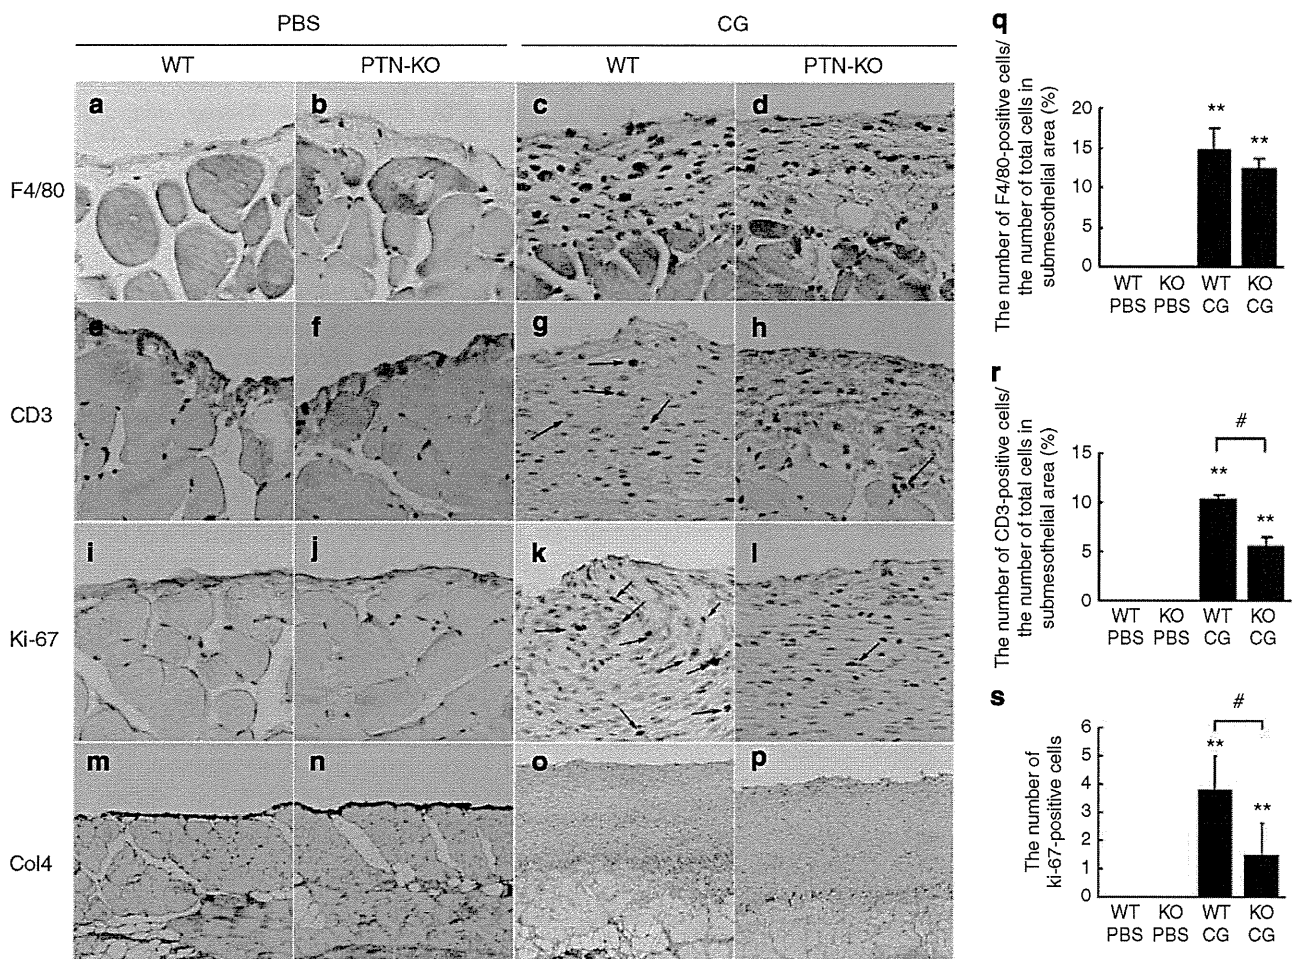 PBS
CG
WT
PTN-KO
WT
PTN-KO
F4/80
a
b
c
d
CD3
e
f
g
h
Ki-67
i
j
k
l
Col4
m
n
o
p
q
The number of F4/80-positive cells/
the number of total cells in
submesothelial area (%)
20
15
10
5
0
**
**
WT KO WT KO
PBS PBS CG CG
r
The number of CD3-positive cells/
the number of total cells in
submesothelial area (%)
15
10
5
0
#
**
**
WT KO WT KO
PBS PBS CG CG
s
The number of
ki-67-positive cells
6
5
4
3
2
1
0
#
**
**
WT KO WT KO
PBS PBS CG CG